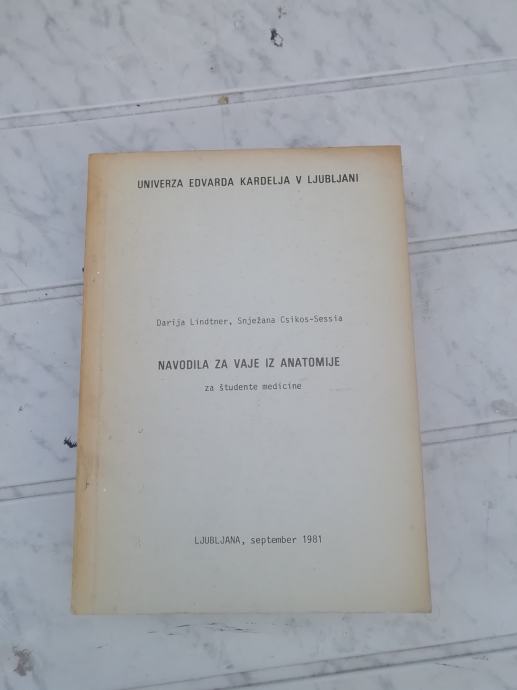 UNIVERZA EDVARDA KARDELJA V LJUBLJANI
Darija Lindtner, Snježana Csikos-Sessia
NAVODILA ZA VAJE IZ ANATOMIJE
za študente medicine
LJUBLJANA, september 1981